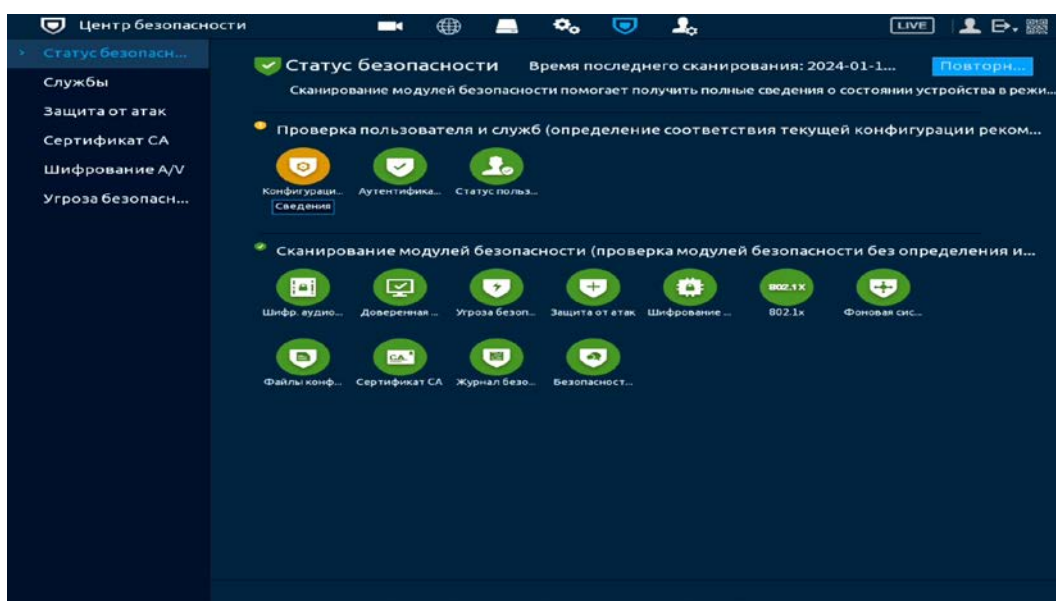 Центр безопасности
LIVE
Статус безопасн...
Службы
Защита от атак
Сертификат CA
Шифрование A/V
Угроза безопасн...
Статус безопасности Время последнего сканирования: 2024-01-1... Повторн...
Сканирование модулей безопасности помогает получить полные сведения о состоянии устройства в режи...
Проверка пользователя и служб (определение соответствия текущей конфигурации реком...
Конфигураци... Аутентифика... Статус польз...
Сведения
Сканирование модулей безопасности (проверка модулей безопасности без определения и...
802.1X
Шифр. аудио... Доверенная ... Угроза безоп... Защита от атак Шифрование ... 802.1x Фоновая сис...
CA
Файлы конф... Сертификат CA Журнал безо... Безопасност...